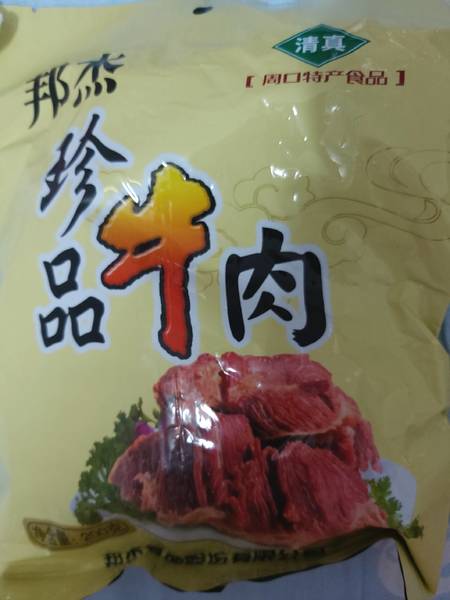 清真
[ 周口特产食品 ]
邦杰
珍品
牛肉